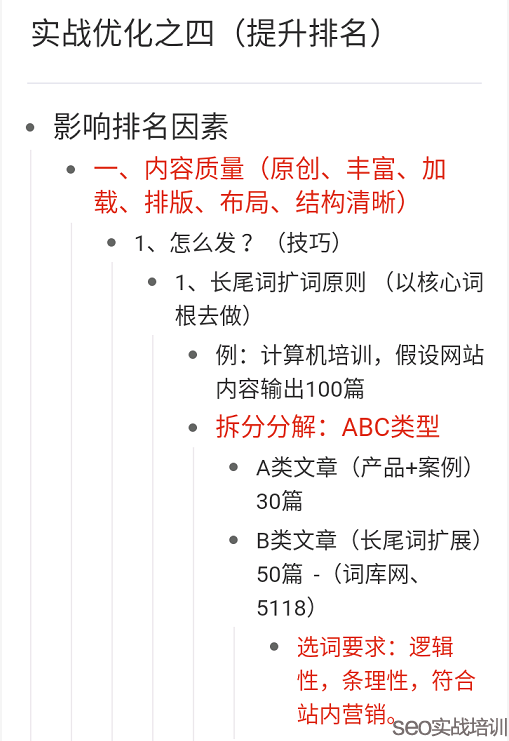 实战优化之四（提升排名）
影响排名因素
一、内容质量（原创、丰富、加
载、排版、布局、结构清晰）
1、怎么发？（技巧）
1、长尾词扩词原则 （以核心词
根去做）
例：计算机培训，假设网站
内容输出100篇
拆分分解：ABC类型
A类文章（产品+案例）
30篇
B类文章（长尾词扩展）
50篇 -（词库网、
5118）
选词要求：逻辑
性，条理性，符合
站内营销。
seo实战培训